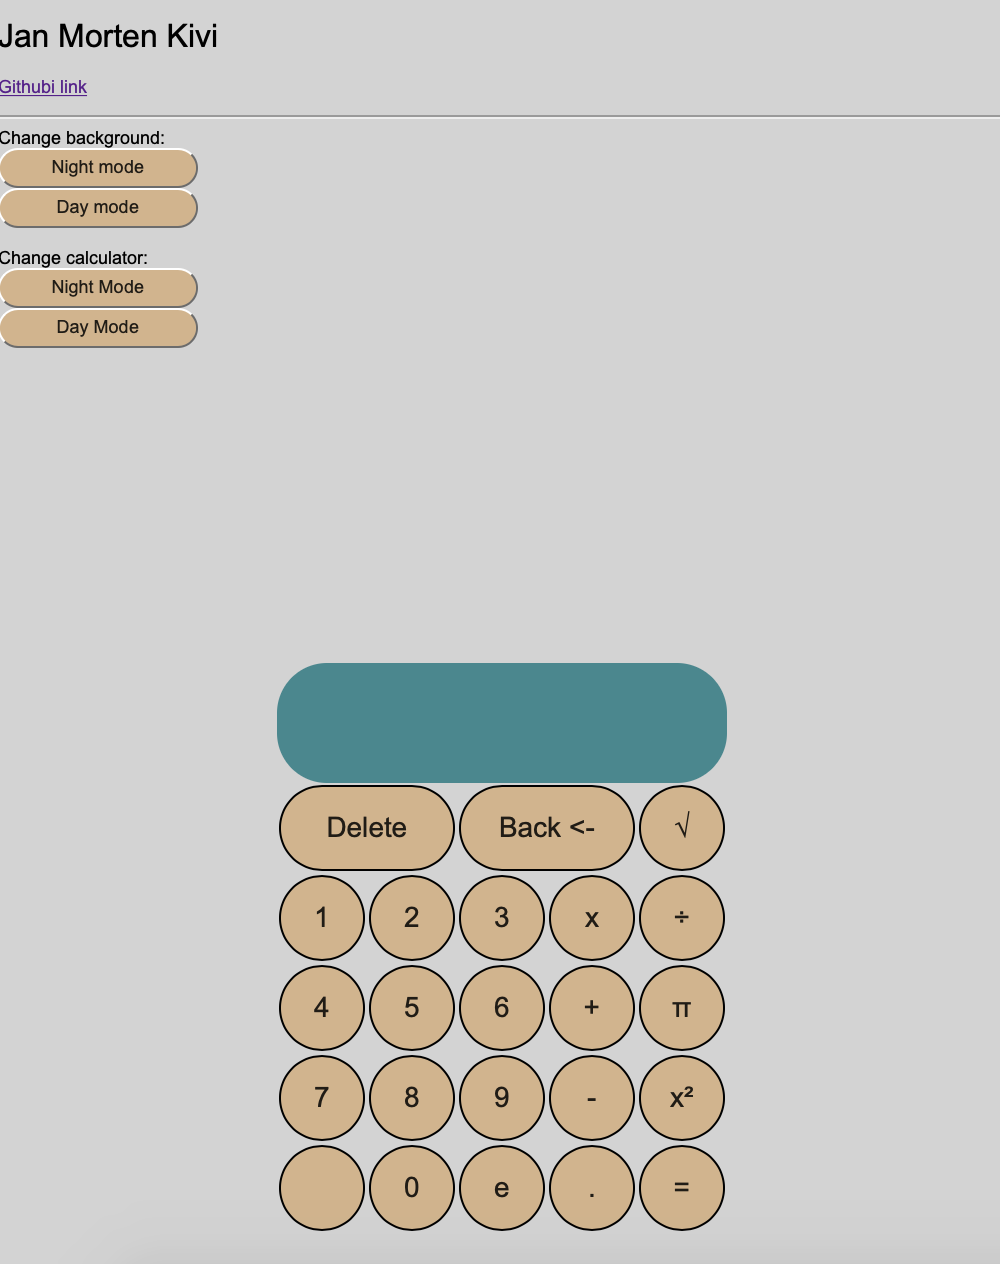 Jan Morten Kivi
Githubi link
Change background:
Night mode
Day mode
Change calculator:
Night Mode
Day Mode
Delete Back <- √
1 2 3 x ÷
4 5 6 + π
7 8 9 - x²
0 e . =